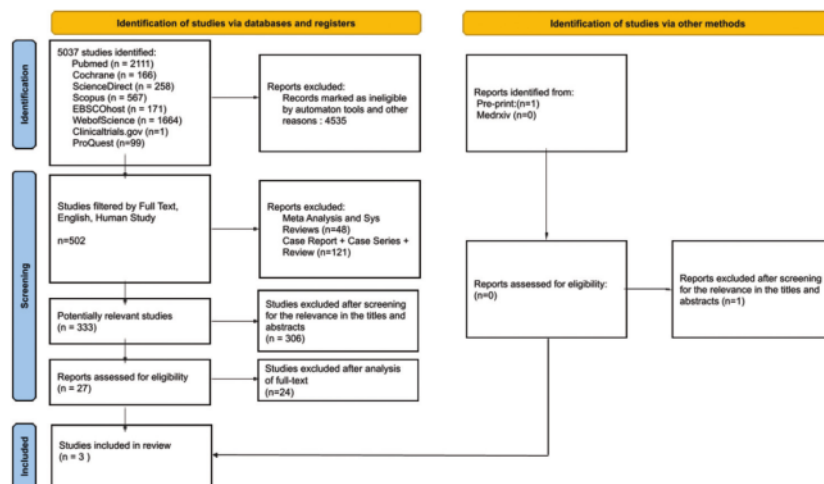 Identification of studies via databases and registers
Identification of studies via other methods
Identification
5037 studies identified:
Pubmed (n = 2111)
Cochrane (n = 166)
ScienceDirect (n = 258)
Scopus (n = 567)
EBSCOhost (n = 171)
WebofScience (n = 1664)
Clinicaltrials.gov (n=1)
ProQuest (n=99)
Reports excluded:
Records marked as ineligible
by automaton tools and other
reasons : 4535
Reports identified from:
Pre-print:(n=1)
Medrxiv (n=0)
Screening
Studies filtered by Full Text,
English, Human Study
n=502
Reports excluded:
Meta Analysis and Sys
Reviews (n=48)
Case Report + Case Series +
Review (n=121)
Reports assessed for eligibility:
(n=0)
Reports excluded after screening
for the relevance in the titles and
abstracts (n=1)
Potentially relevant studies
(n = 333)
Studies excluded after screening
for the relevance in the titles and
abstracts
(n = 306)
Reports assessed for eligibility
(n = 27)
Studies excluded after analysis
of full-text
(n=24)
Included
Studies included in review
(n = 3 )